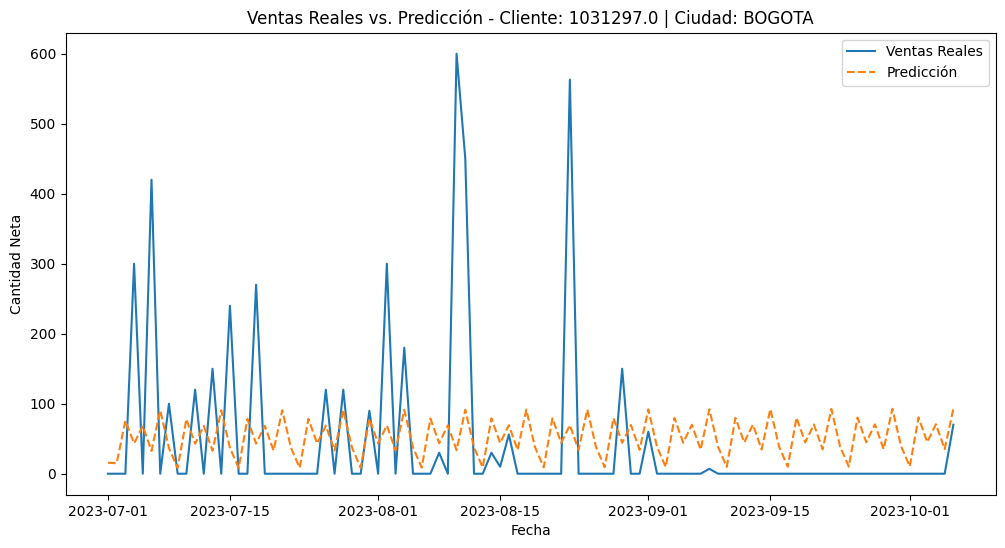 Ventas Reales vs. Predicción - Cliente: 1031297.0 | Ciudad: BOGOTA
Ventas Reales
Predicción
600
500
400
300
200
100
0
Cantidad Neta
2023-07-01 2023-07-15 2023-08-01 2023-08-15 2023-09-01 2023-09-15 2023-10-01
Fecha